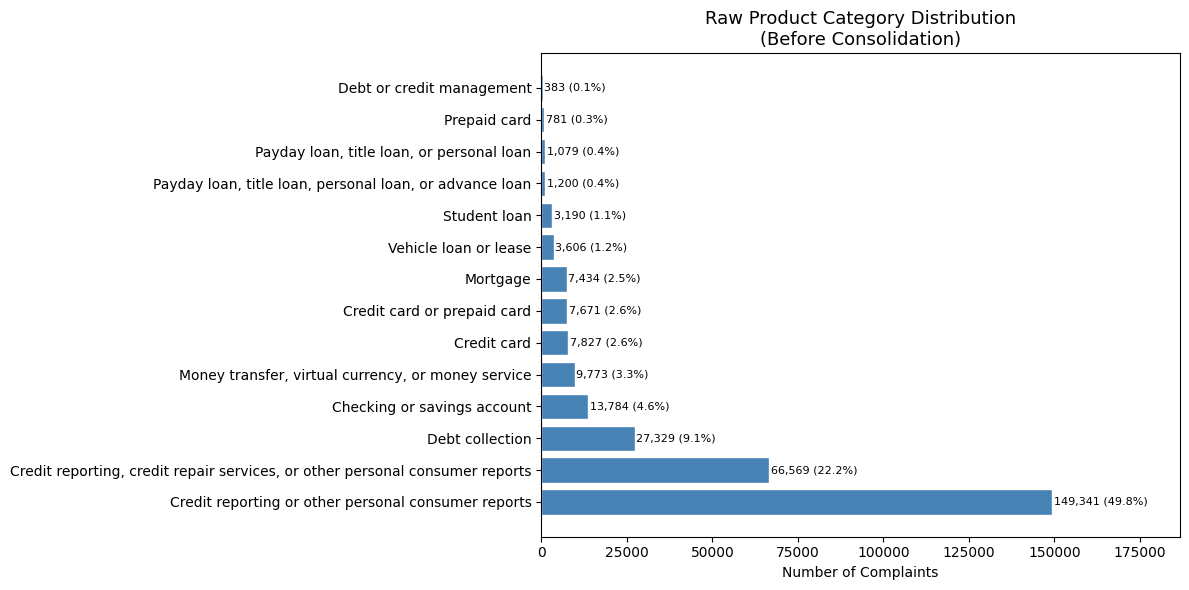 Raw Product Category Distribution
(Before Consolidation)
Debt or credit management 383 (0.1%)
Prepaid card 781 (0.3%)
Payday loan, title loan, or personal loan 1,079 (0.4%)
Payday loan, title loan, personal loan, or advance loan 1,200 (0.4%)
Student loan 3,190 (1.1%)
Vehicle loan or lease 3,606 (1.2%)
Mortgage 7,434 (2.5%)
Credit card or prepaid card 7,671 (2.6%)
Credit card 7,827 (2.6%)
Money transfer, virtual currency, or money service 9,773 (3.3%)
Checking or savings account 13,784 (4.6%)
Debt collection 27,329 (9.1%)
Credit reporting, credit repair services, or other personal consumer reports 66,569 (22.2%)
Credit reporting or other personal consumer reports 149,341 (49.8%)
0 25000 50000 75000 100000 125000 150000 175000
Number of Complaints